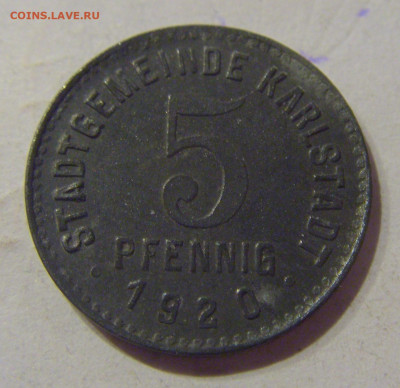 COINS.LAVE.RU
STADTGEMEINDE KARLSTADT
5
PFENNIG
· 1920 ·